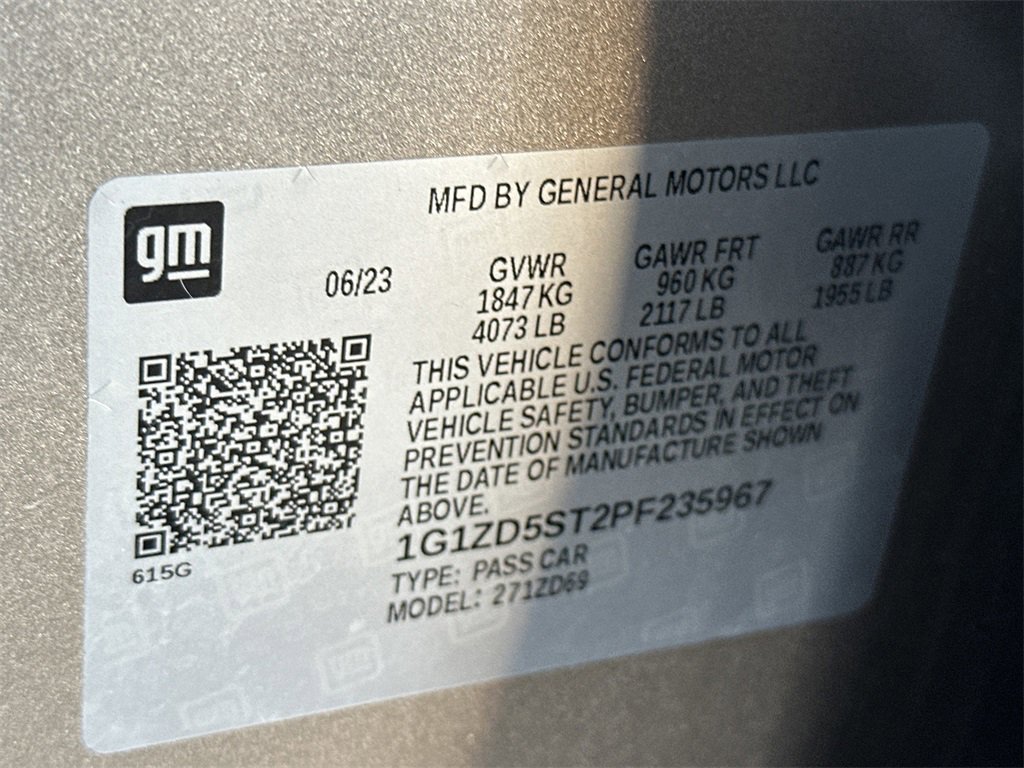 MFD BY GENERAL MOTORS LLC
gm
06/23
GVWR
1847 KG
4073 LB
GAWR FRT
960 KG
2117 LB
GAWR RR
887 KG
1955 LB
THIS VEHICLE CONFORMS TO ALL
APPLICABLE U.S. FEDERAL MOTOR
VEHICLE SAFETY, BUMPER, AND THEFT
PREVENTION STANDARDS IN EFFECT ON
THE DATE OF MANUFACTURE SHOWN
ABOVE.
1G1ZD5ST2PF235967
TYPE: PASS CAR
MODEL: 271ZD69
615G